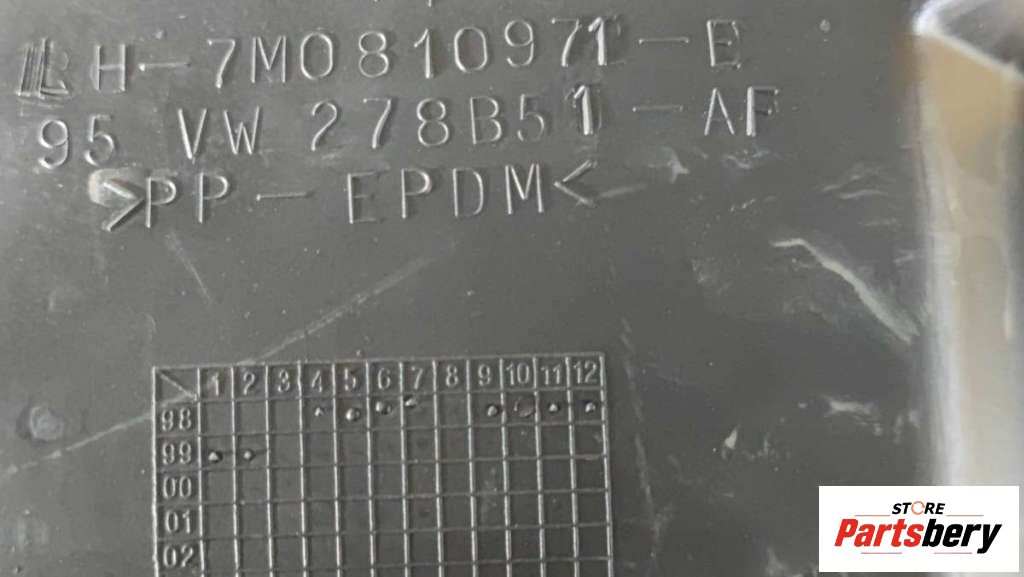 LH-7M0810971-E
95 VW 278B51-AF
>PP-EPDM<
1 2 3 4 5 6 7 8 9 10 11 12
98
99
00
01
02
STORE
Partsbery